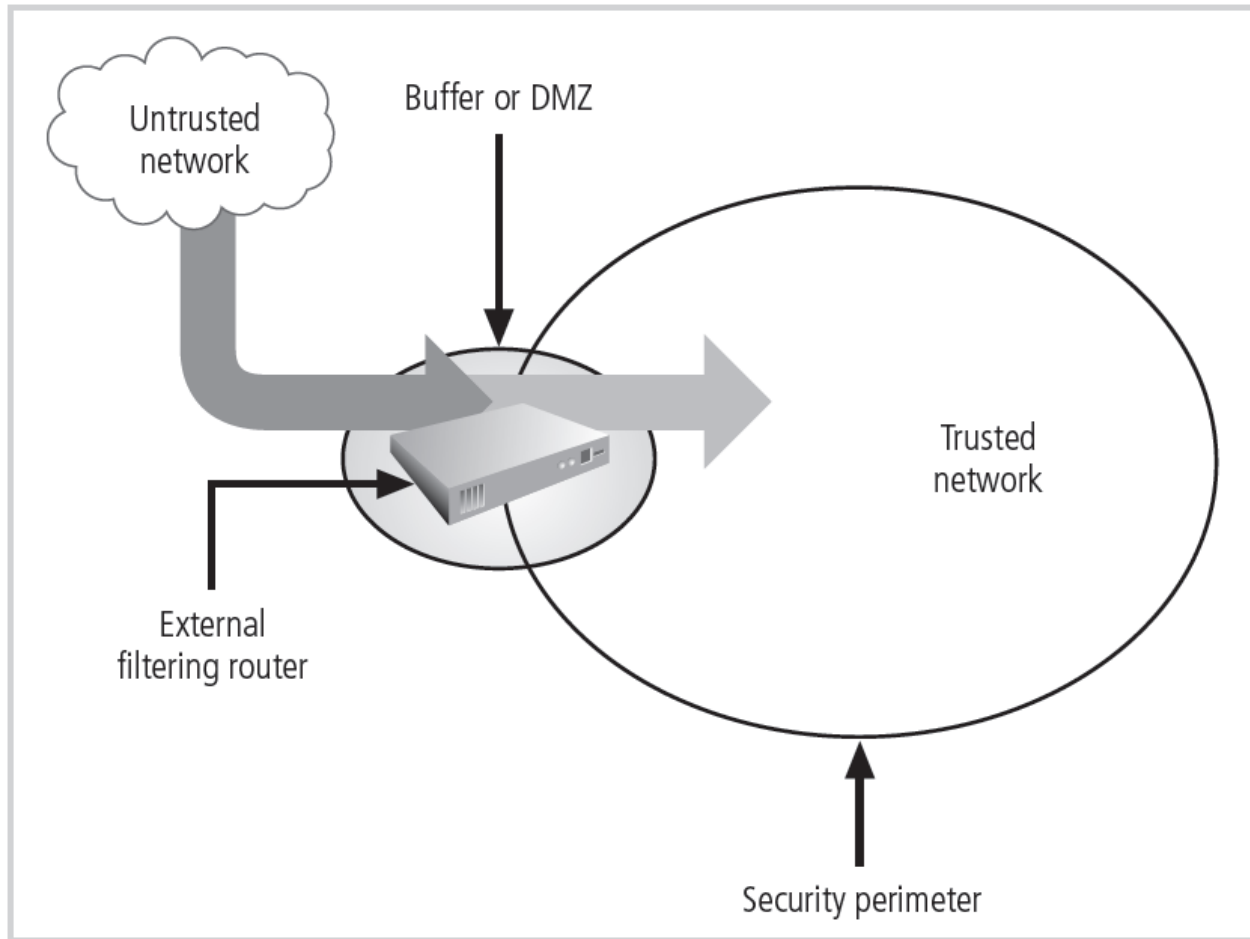 Untrusted
network
Buffer or DMZ
Trusted
network
External
filtering router
Security perimeter